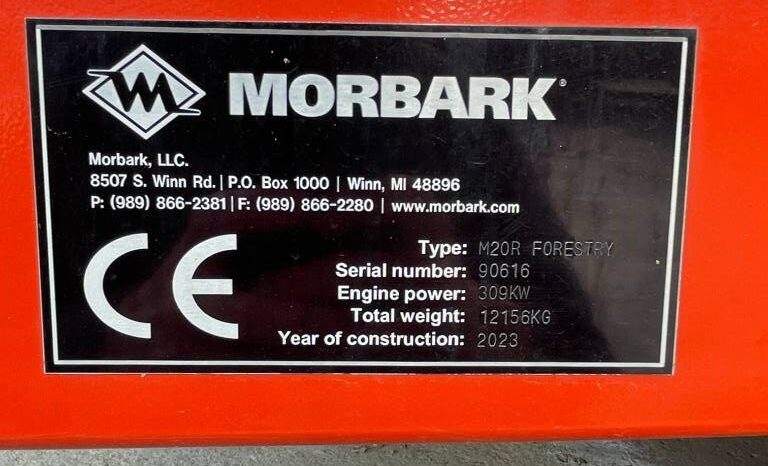 MORBARK®
Morbark, LLC.
8507 S. Winn Rd. | P.O. Box 1000 | Winn, MI 48896
P: (989) 866-2381 | F: (989) 866-2280 | www.morbark.com
CE
Type: M20R FORESTRY
Serial number: 90616
Engine power: 309KW
Total weight: 12156KG
Year of construction: 2023